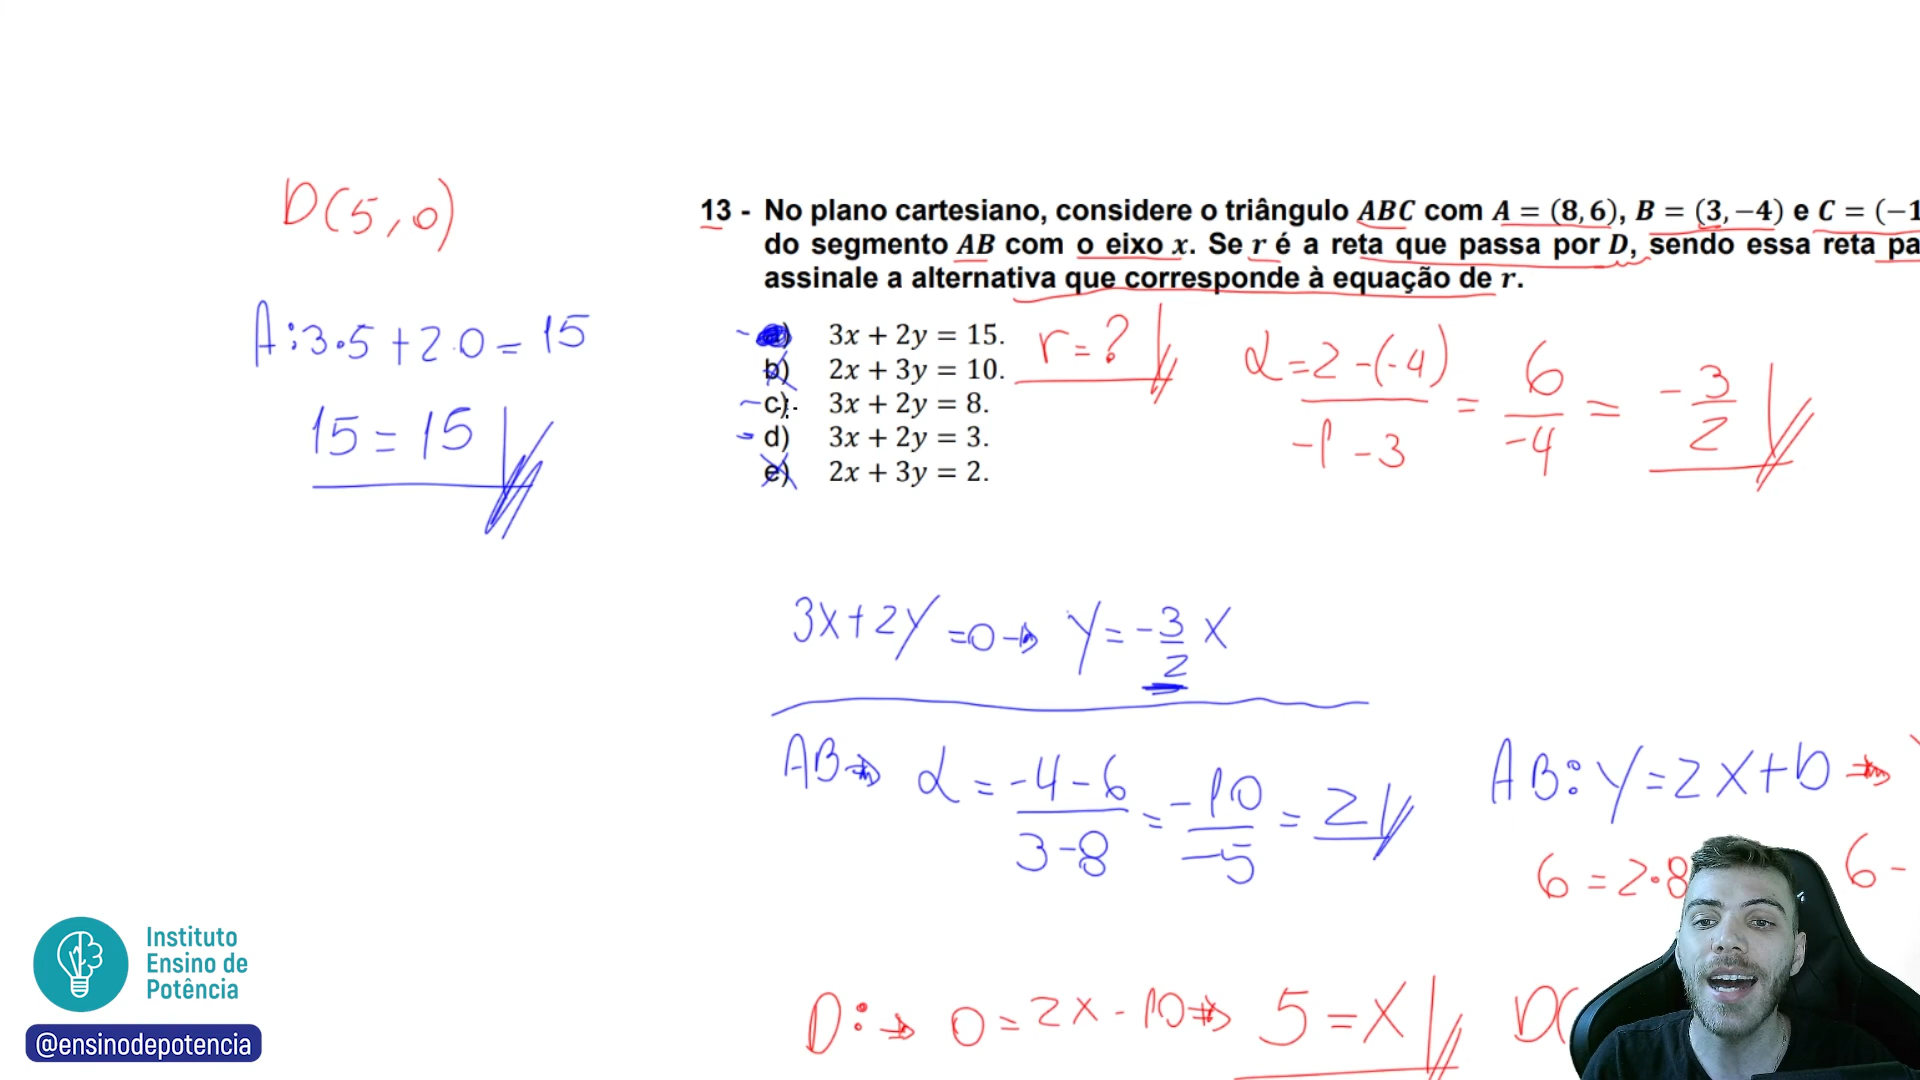 D(5,0)
A:3·5+2·0=15
15=15
13 - No plano cartesiano, considere o triângulo ABC com A = (8, 6), B = (3, −4) e C = (−1
do segmento AB com o eixo x. Se r é a reta que passa por D, sendo essa reta pa
assinale a alternativa que corresponde à equação de r.
a) 3x + 2y = 15.
b) 2x + 3y = 10.
c) 3x + 2y = 8.
d) 3x + 2y = 3.
e) 2x + 3y = 2.
r=?
α = 2-(-4) / -1-3 = 6/-4 = -3/2
3x+2y=0→ y=-3/2 x
AB→ α = -4-6 / 3-8 = -10/-5 = 2
AB: y=2x+b →
6=2·8
6-
D:→ 0=2x-10→ 5=x
D(
Instituto
Ensino de
Potência
@ensinodepotencia